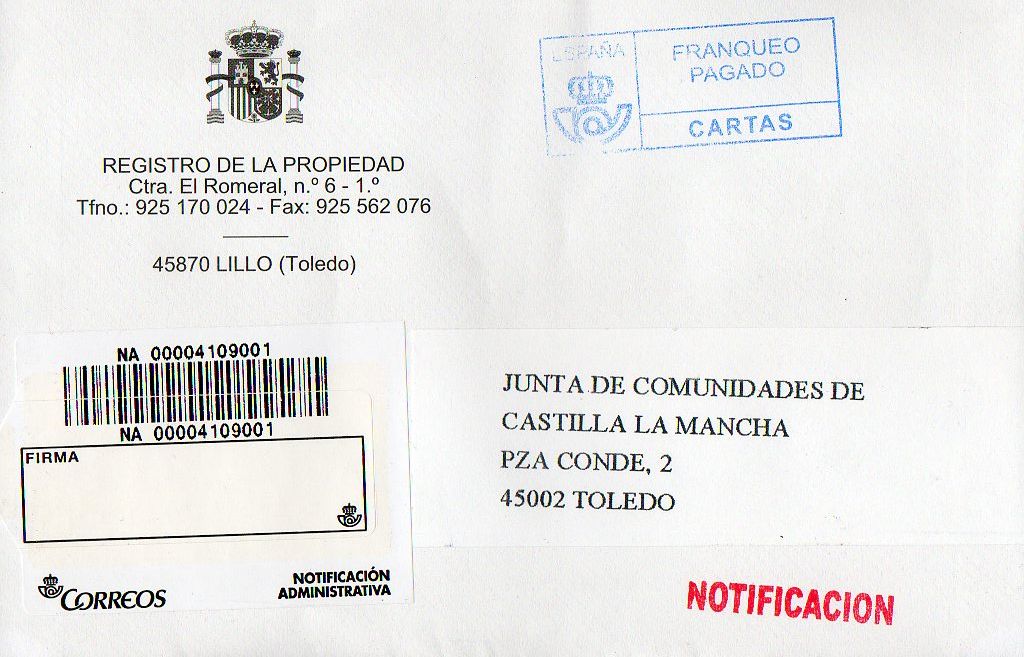 REGISTRO DE LA PROPIEDAD
Ctra. El Romeral, n.º 6 - 1.º
Tfno.: 925 170 024 - Fax: 925 562 076
45870 LILLO (Toledo)
ESPAÑA
FRANQUEO
PAGADO
CARTAS
NA 00004109001
NA 00004109001
FIRMA
CORREOS
NOTIFICACIÓN
ADMINISTRATIVA
JUNTA DE COMUNIDADES DE
CASTILLA LA MANCHA
PZA CONDE, 2
45002 TOLEDO
NOTIFICACION